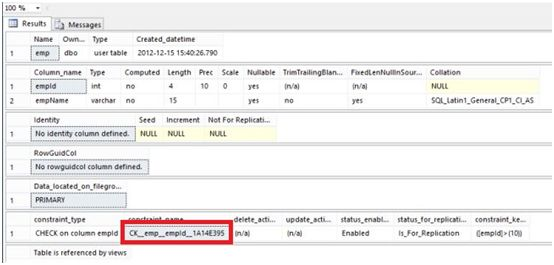 100 %
Results Messages
Name Own... Type Created_datetime
1 emp dbo user table 2012-12-15 15:40:26.790
Column_name Type Computed Length Prec Scale Nullable TrimTrailingBlan... FixedLenNullInSour... Collation
1 empId int no 4 10 0 yes (n/a) (n/a) NULL
2 empName varchar no 15 yes no yes SQL_Latin1_General_CP1_CI_AS
Identity Seed Increment Not For Replicati...
1 No identity column defined. NULL NULL NULL
RowGuidCol
1 No rowguidcol column defined.
Data_located_on_filegro...
1 PRIMARY
constraint_type constraint_name delete_acti... update_acti... status_enabl... status_for_replication constraint_ke...
1 CHECK on column empId CK__emp__empId__1A14E395 (n/a) (n/a) Enabled Is_For_Replication ([empId]>(10))
Table is referenced by views